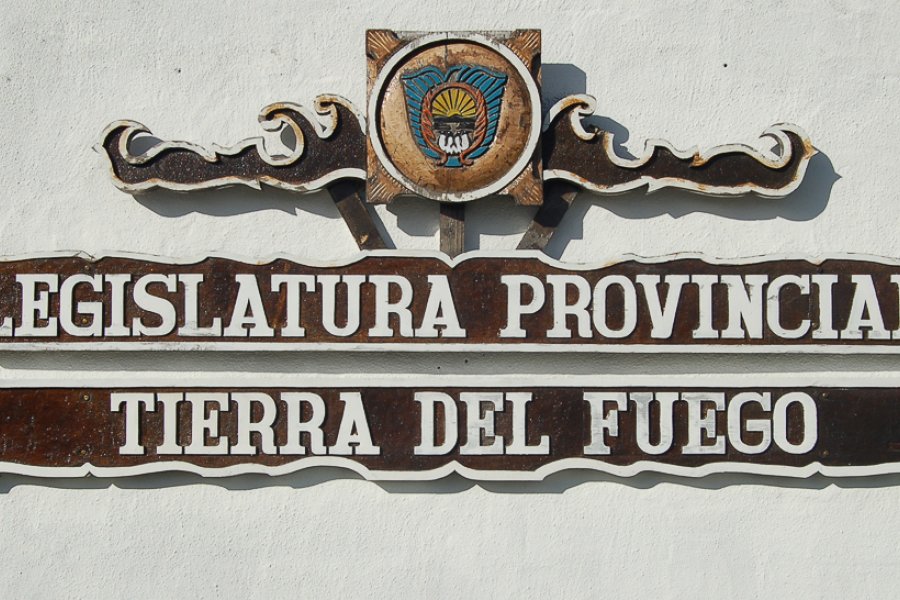 LEGISLATURA PROVINCIAL
TIERRA DEL FUEGO